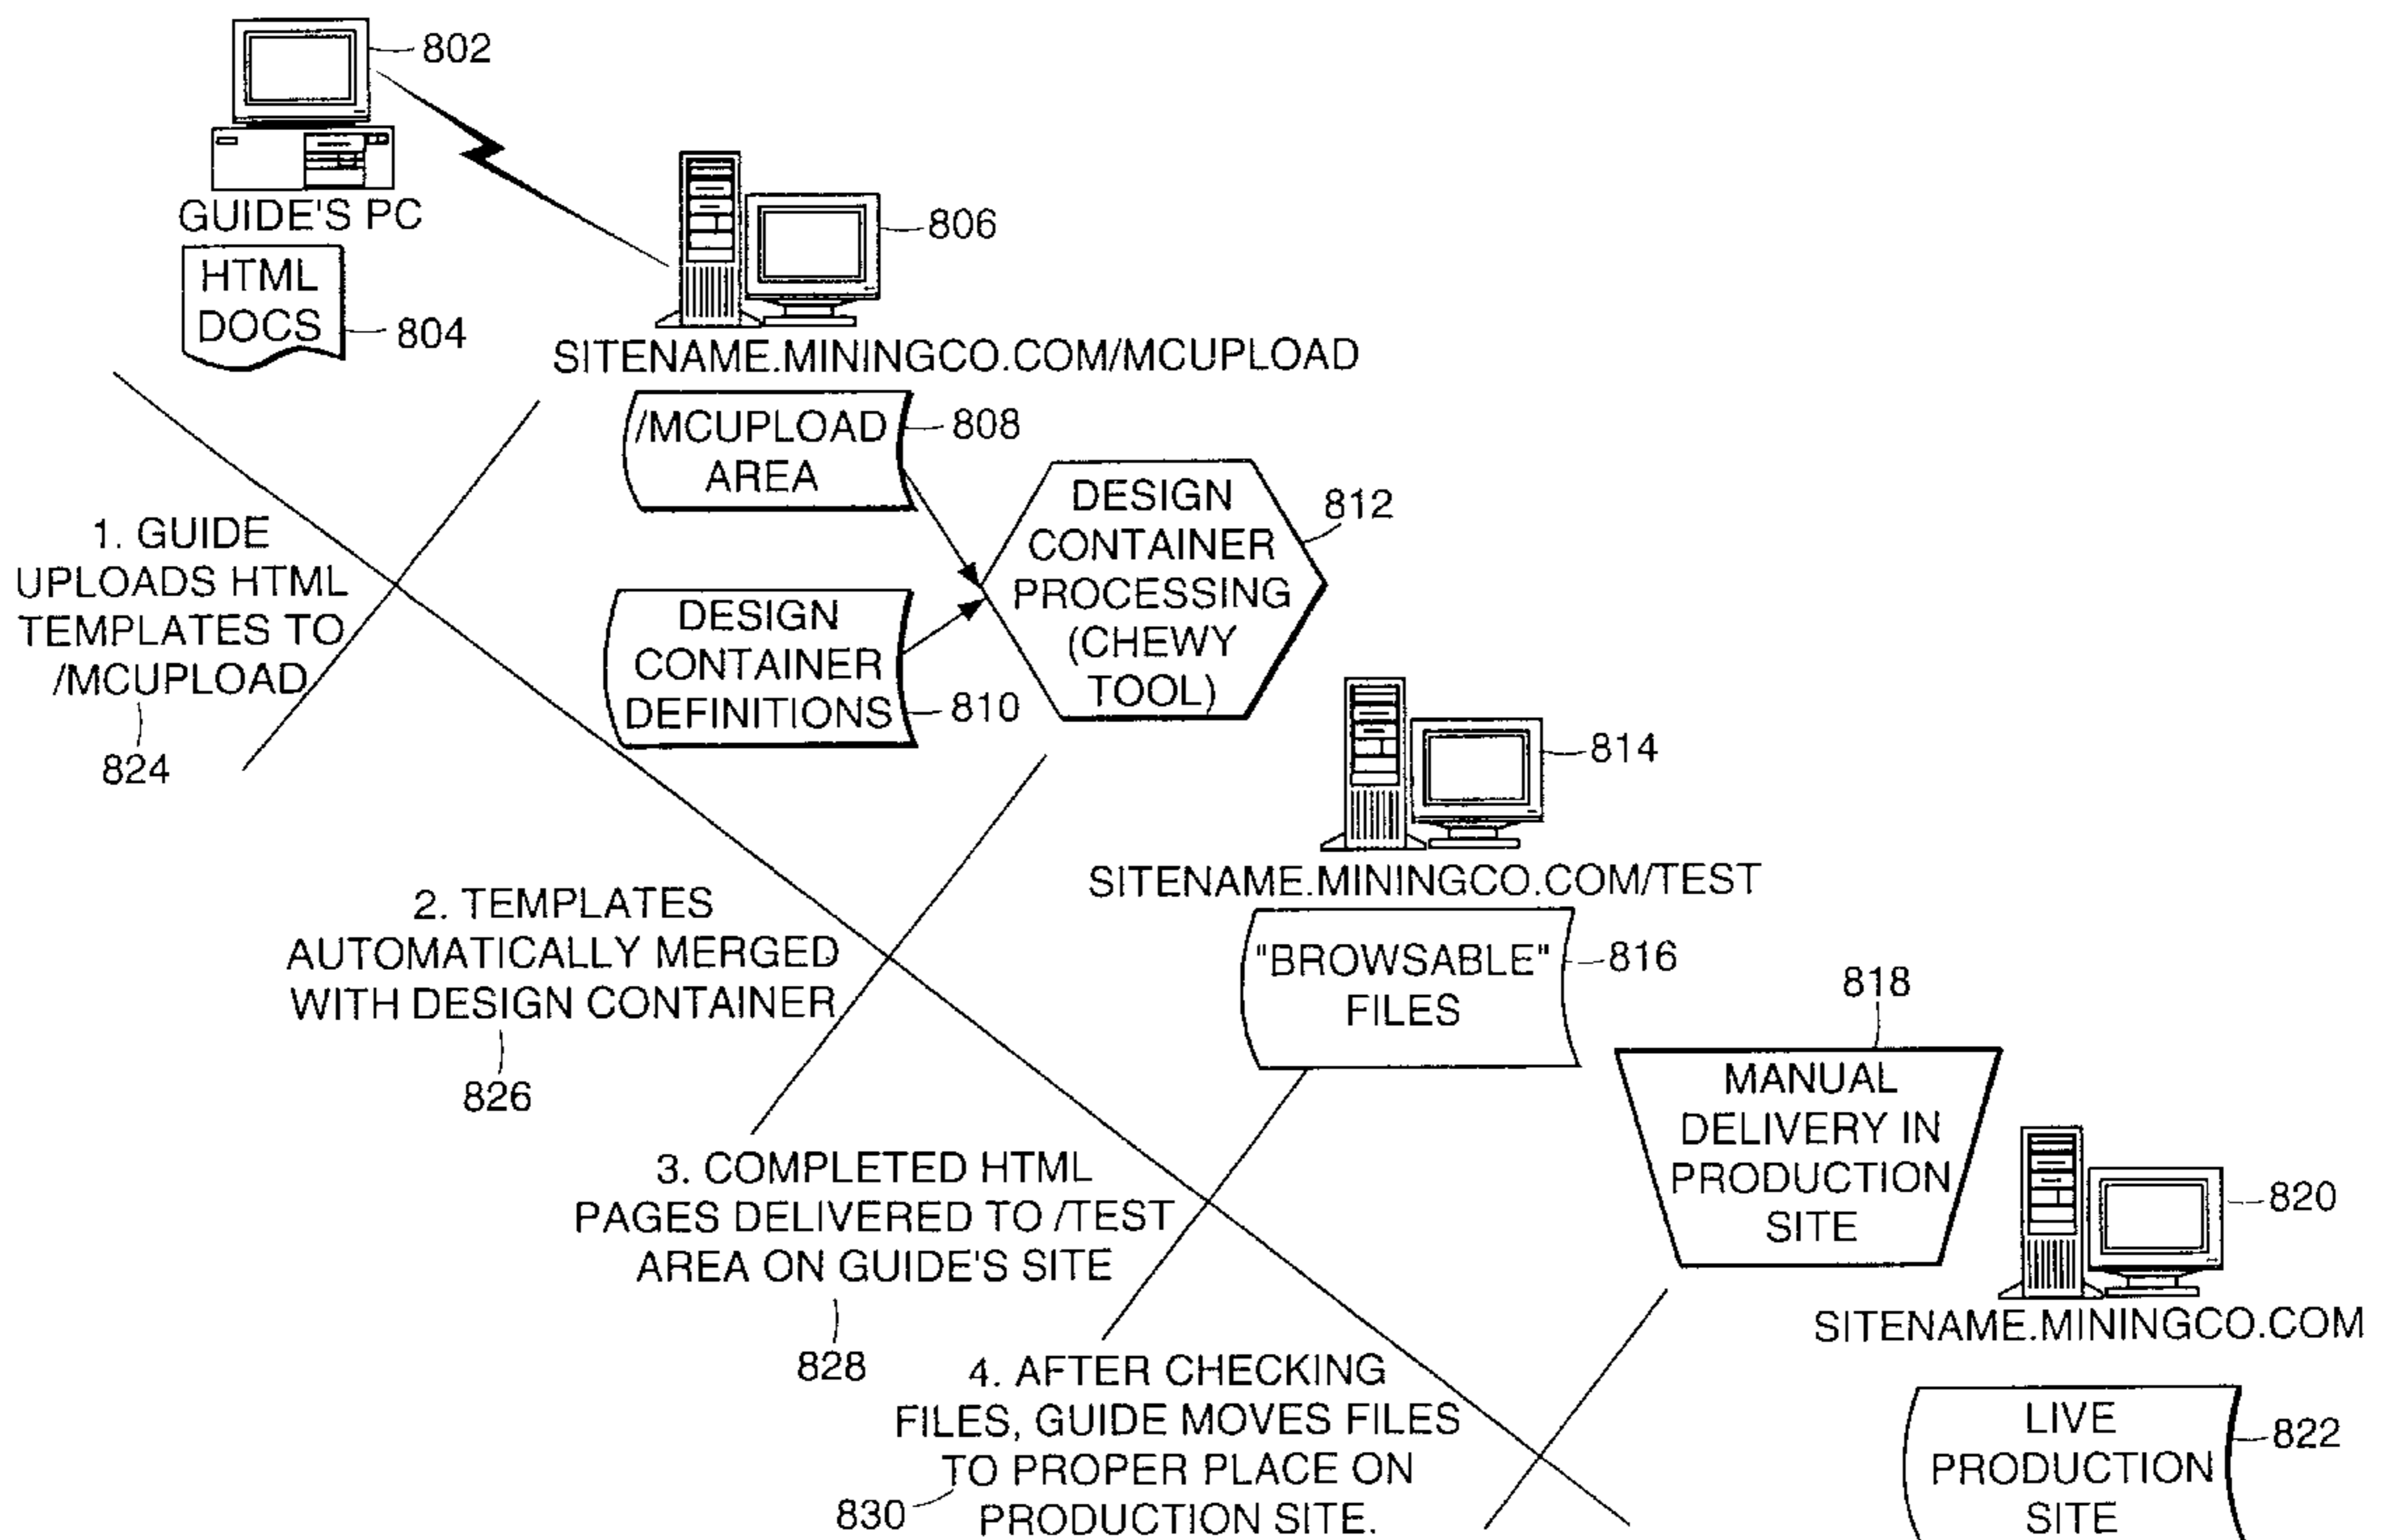 802
GUIDE'S PC
HTML
DOCS
804
806
SITENAME.MININGCO.COM/MCUPLOAD
/MCUPLOAD
AREA
808
DESIGN
CONTAINER
PROCESSING
(CHEWY
TOOL)
812
DESIGN
CONTAINER
DEFINITIONS
810
1. GUIDE
UPLOADS HTML
TEMPLATES TO
/MCUPLOAD
824
814
SITENAME.MININGCO.COM/TEST
"BROWSABLE"
FILES
816
2. TEMPLATES
AUTOMATICALLY MERGED
WITH DESIGN CONTAINER
826
818
MANUAL
DELIVERY IN
PRODUCTION
SITE
820
SITENAME.MININGCO.COM
3. COMPLETED HTML
PAGES DELIVERED TO /TEST
AREA ON GUIDE'S SITE
828
4. AFTER CHECKING
FILES, GUIDE MOVES FILES
TO PROPER PLACE ON
PRODUCTION SITE.
830
LIVE
PRODUCTION
SITE
822